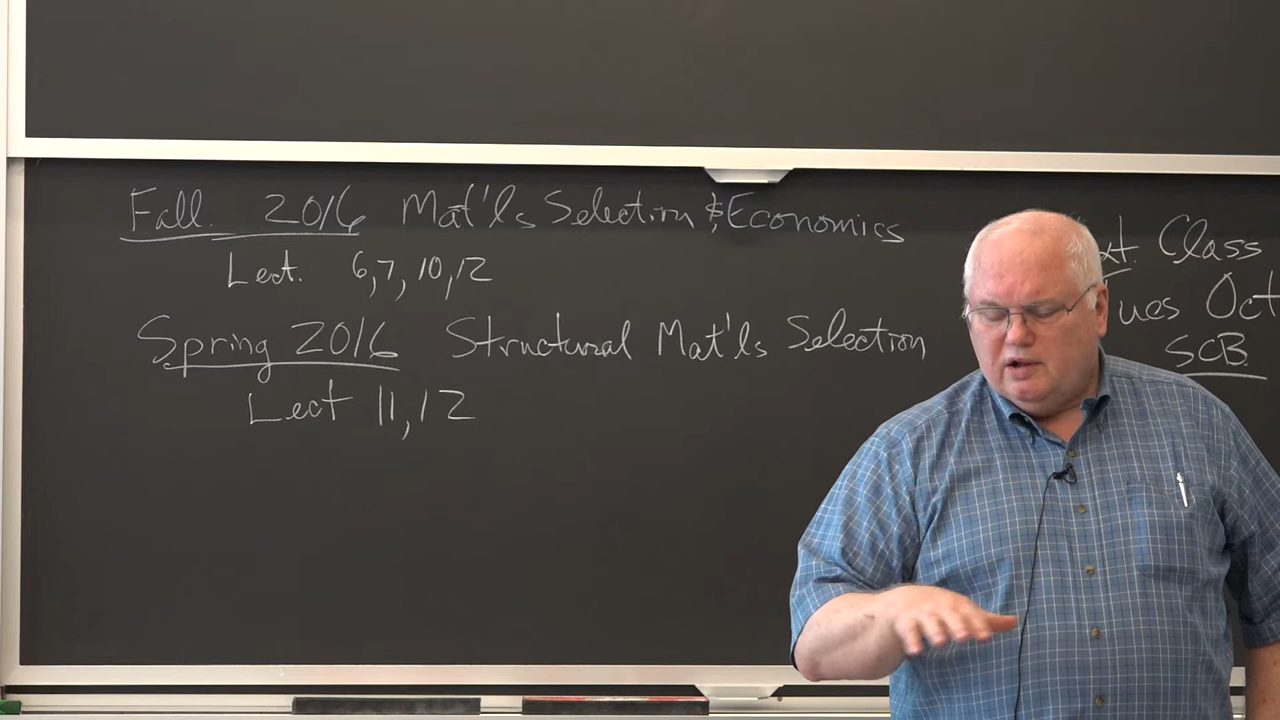 Fall. 2016 Mat'ls Selection & Economics
Lect. 6,7,10,12
Spring 2016 Structural Mat'ls Selection
Lect 11,12
Class
Oct
SCB